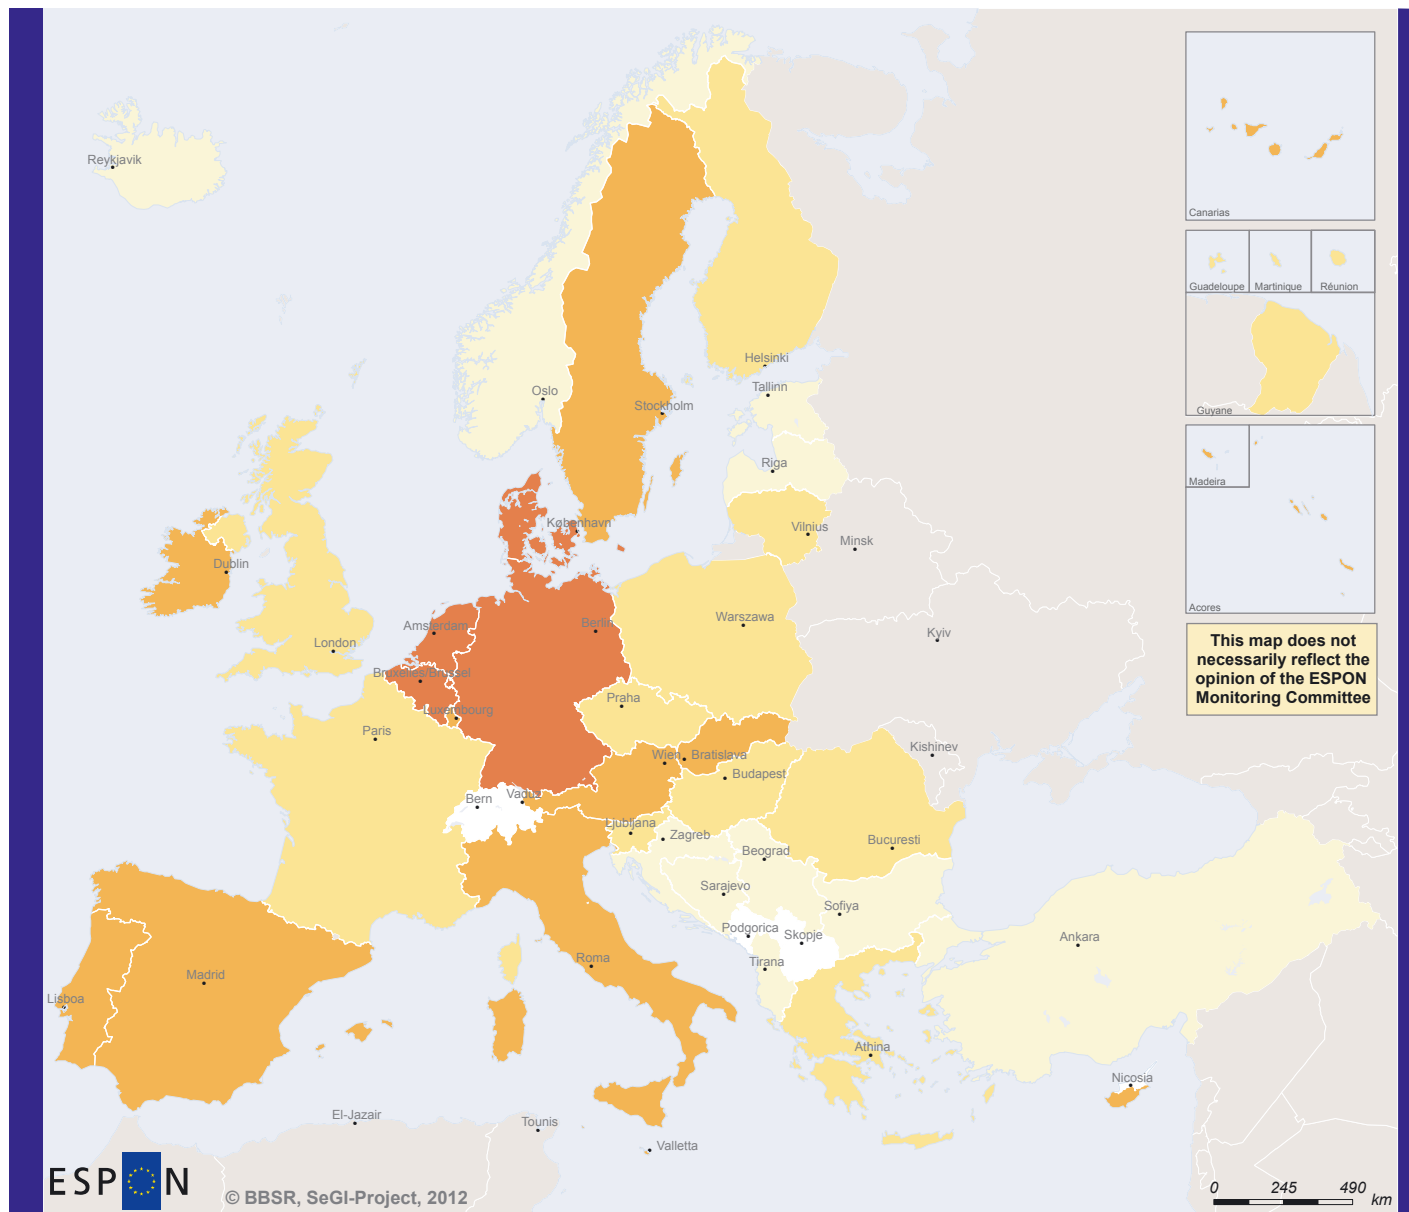 Reykjavik
Canarias
Guadeloupe
Martinique
Réunion
Guyane
Helsinki
Tallinn
Oslo
Stockholm
Riga
Madeira
København
Vilnius
Minsk
Dublin
Acores
Warszawa
Berlin
Amsterdam
Kyiv
London
This map does not
necessarily reflect the
opinion of the ESPON
Monitoring Committee
Bruxelles/Brussel
Praha
Luxembourg
Paris
Kishinev
Wien
Bratislava
Budapest
Bern
Vaduz
Ljubljana
Zagreb
Bucuresti
Beograd
Sarajevo
Sofiya
Podgorica
Skopje
Ankara
Tirana
Roma
Madrid
Lisboa
Athina
Nicosia
El-Jazair
Tounis
Valletta
ESPON
© BBSR, SeGI-Project, 2012
0 245 490
km